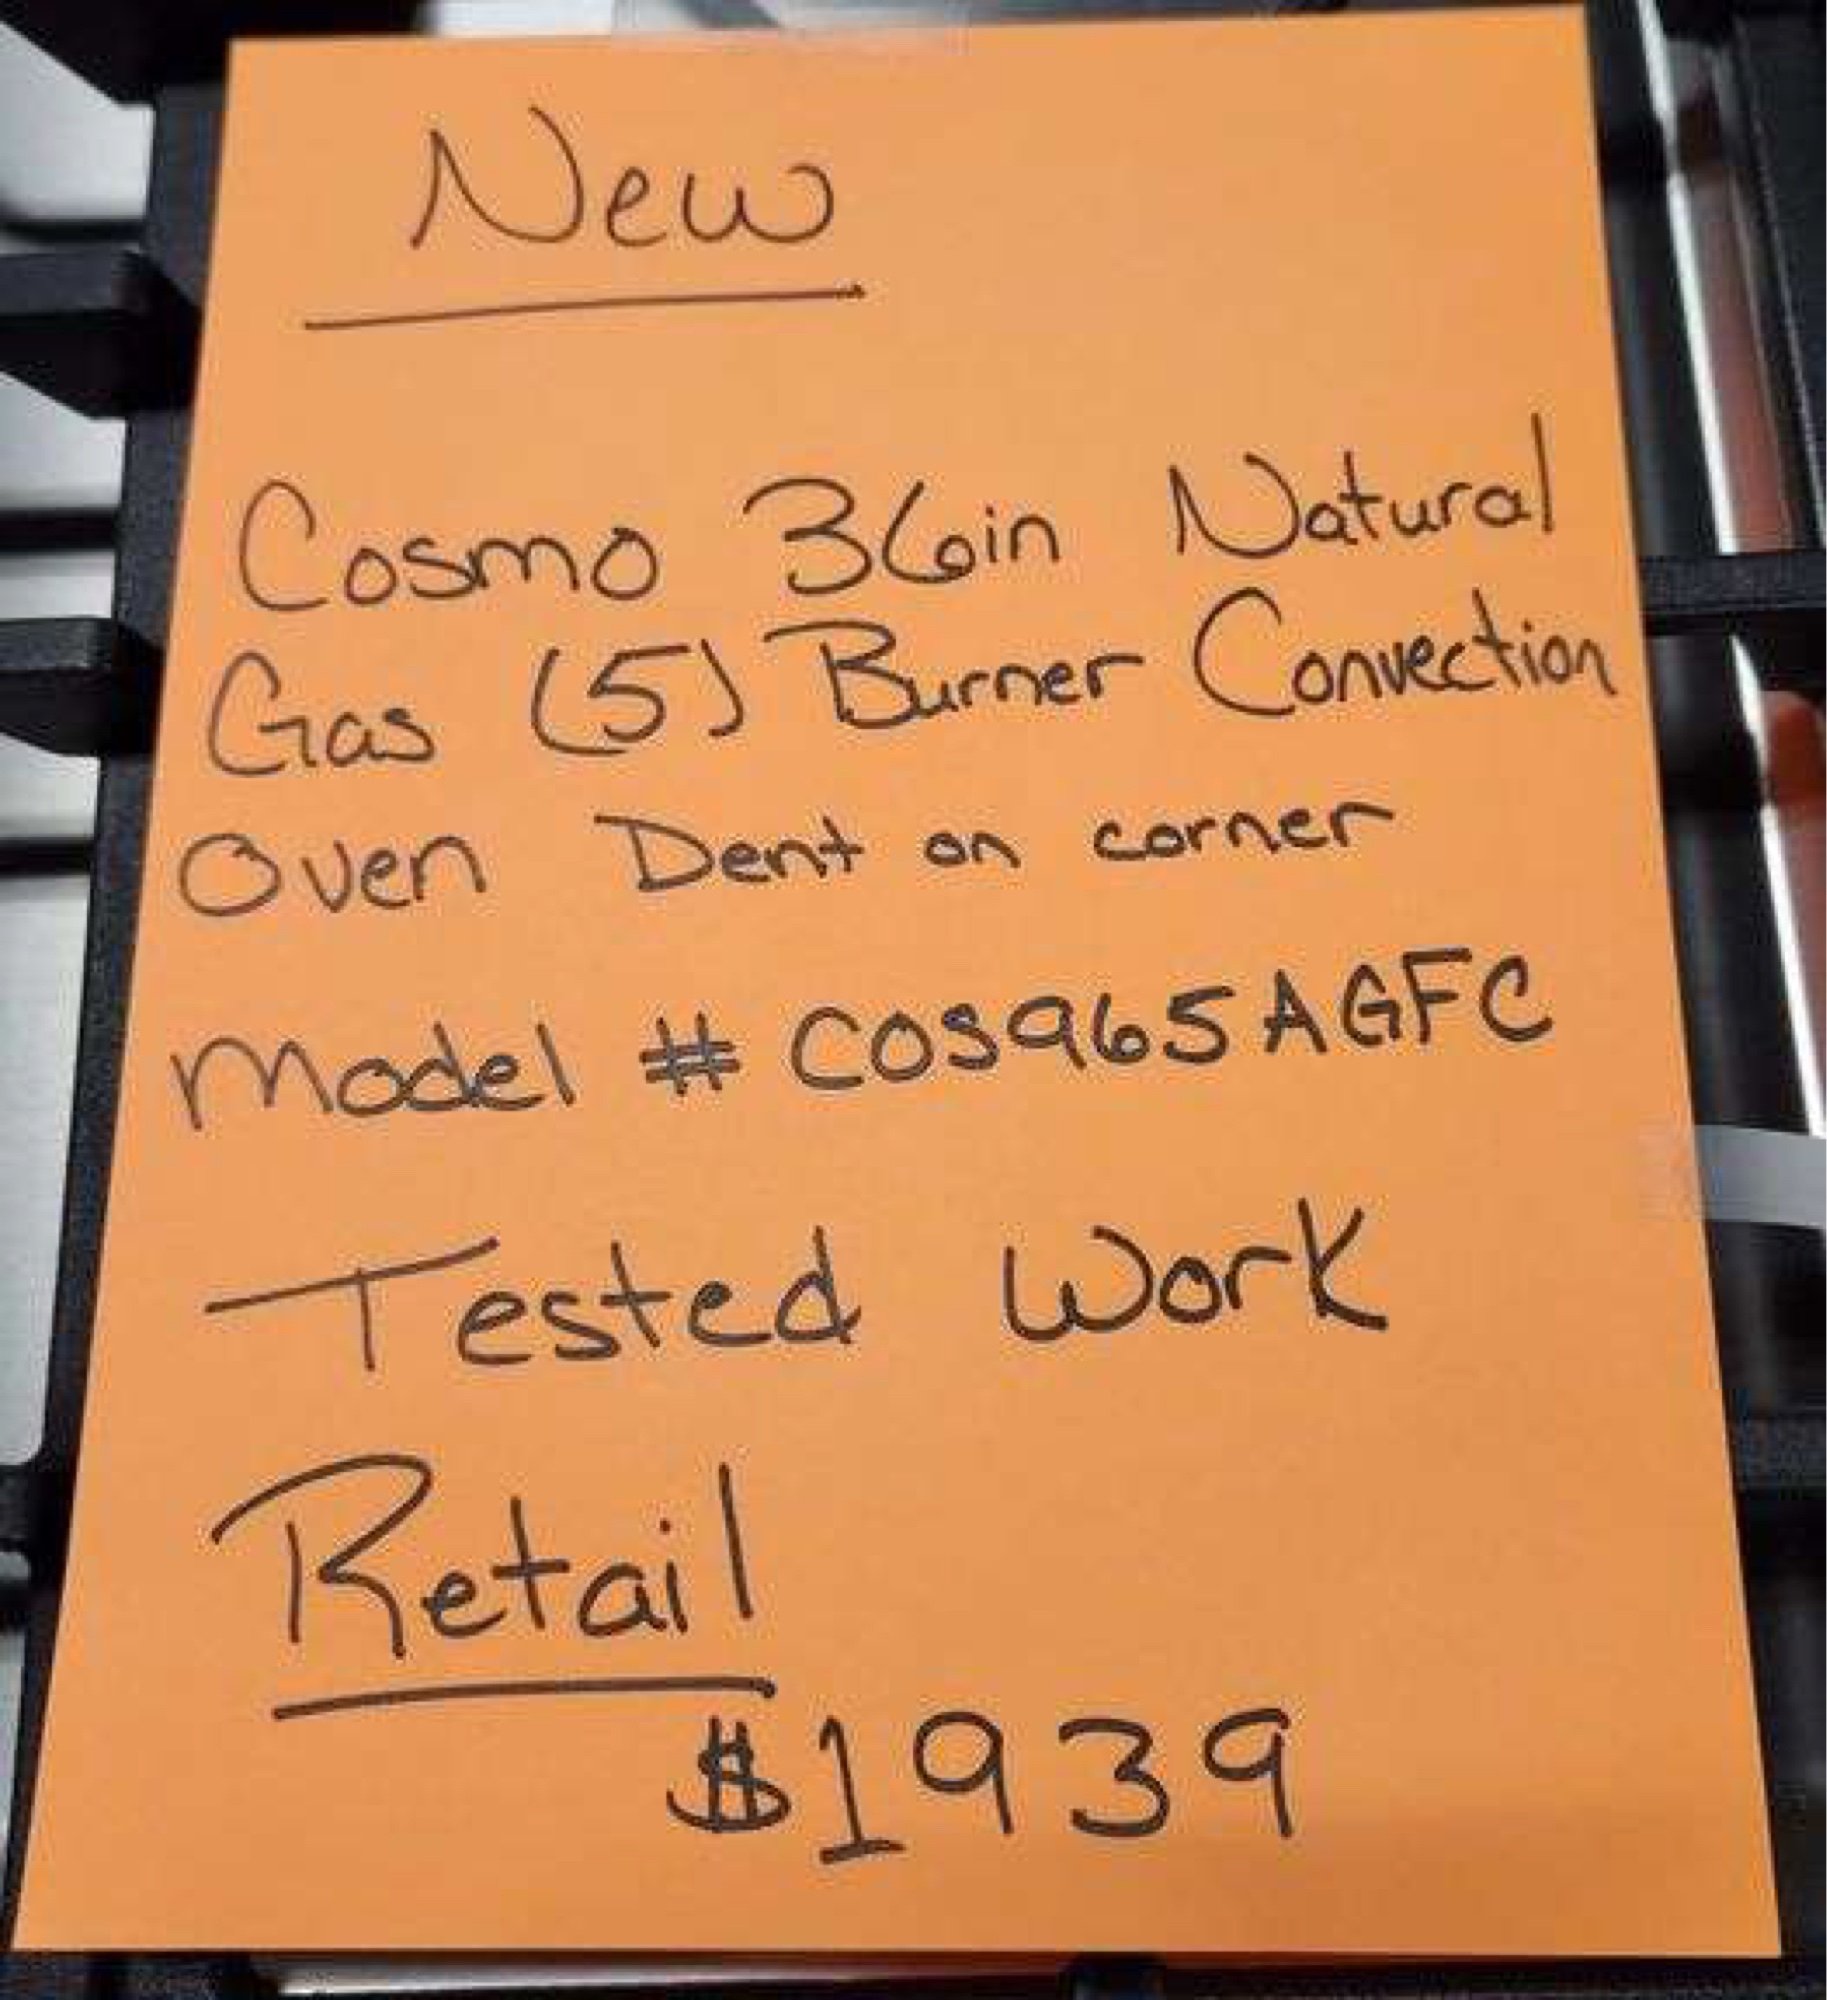 New
Cosmo 36in Natural
Gas (5) Burner Convection
Oven Dent on corner
Model # COS965AGFC
Tested Work
Retail
$1939